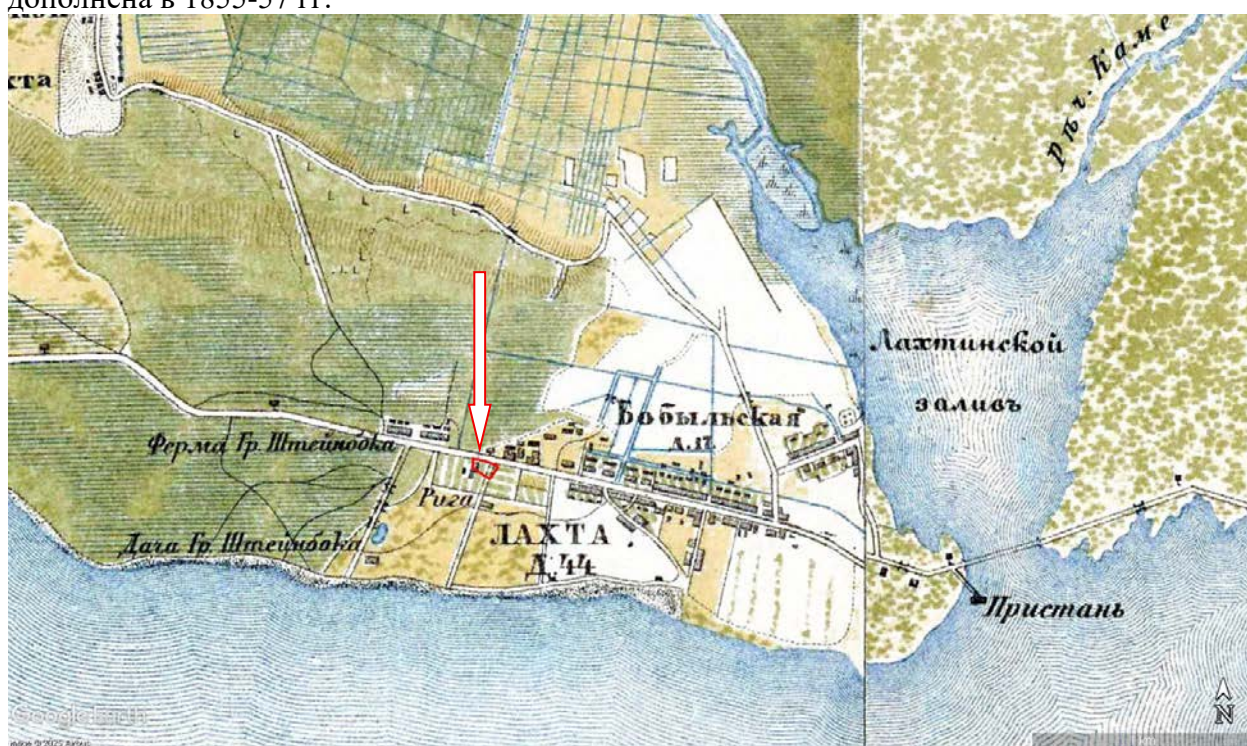 дополнена в 1855-57 гг.
хта
рѣч. Каме
Лахтинской
заливъ
Бобыльская
д. 17
Ферма Гр. Штейнбока
Рига
ЛАХТА
Д. 44
Дача Гр. Штейнбока
Пристань
Google Earth
N